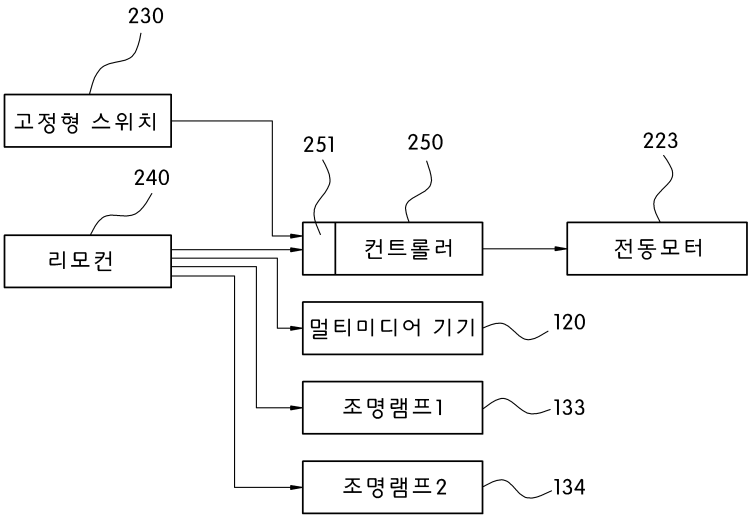 230
고정형 스위치
240
리모컨
251
250
컨트롤러
223
전동모터
멀티미디어 기기
120
조명램프1
133
조명램프2
134